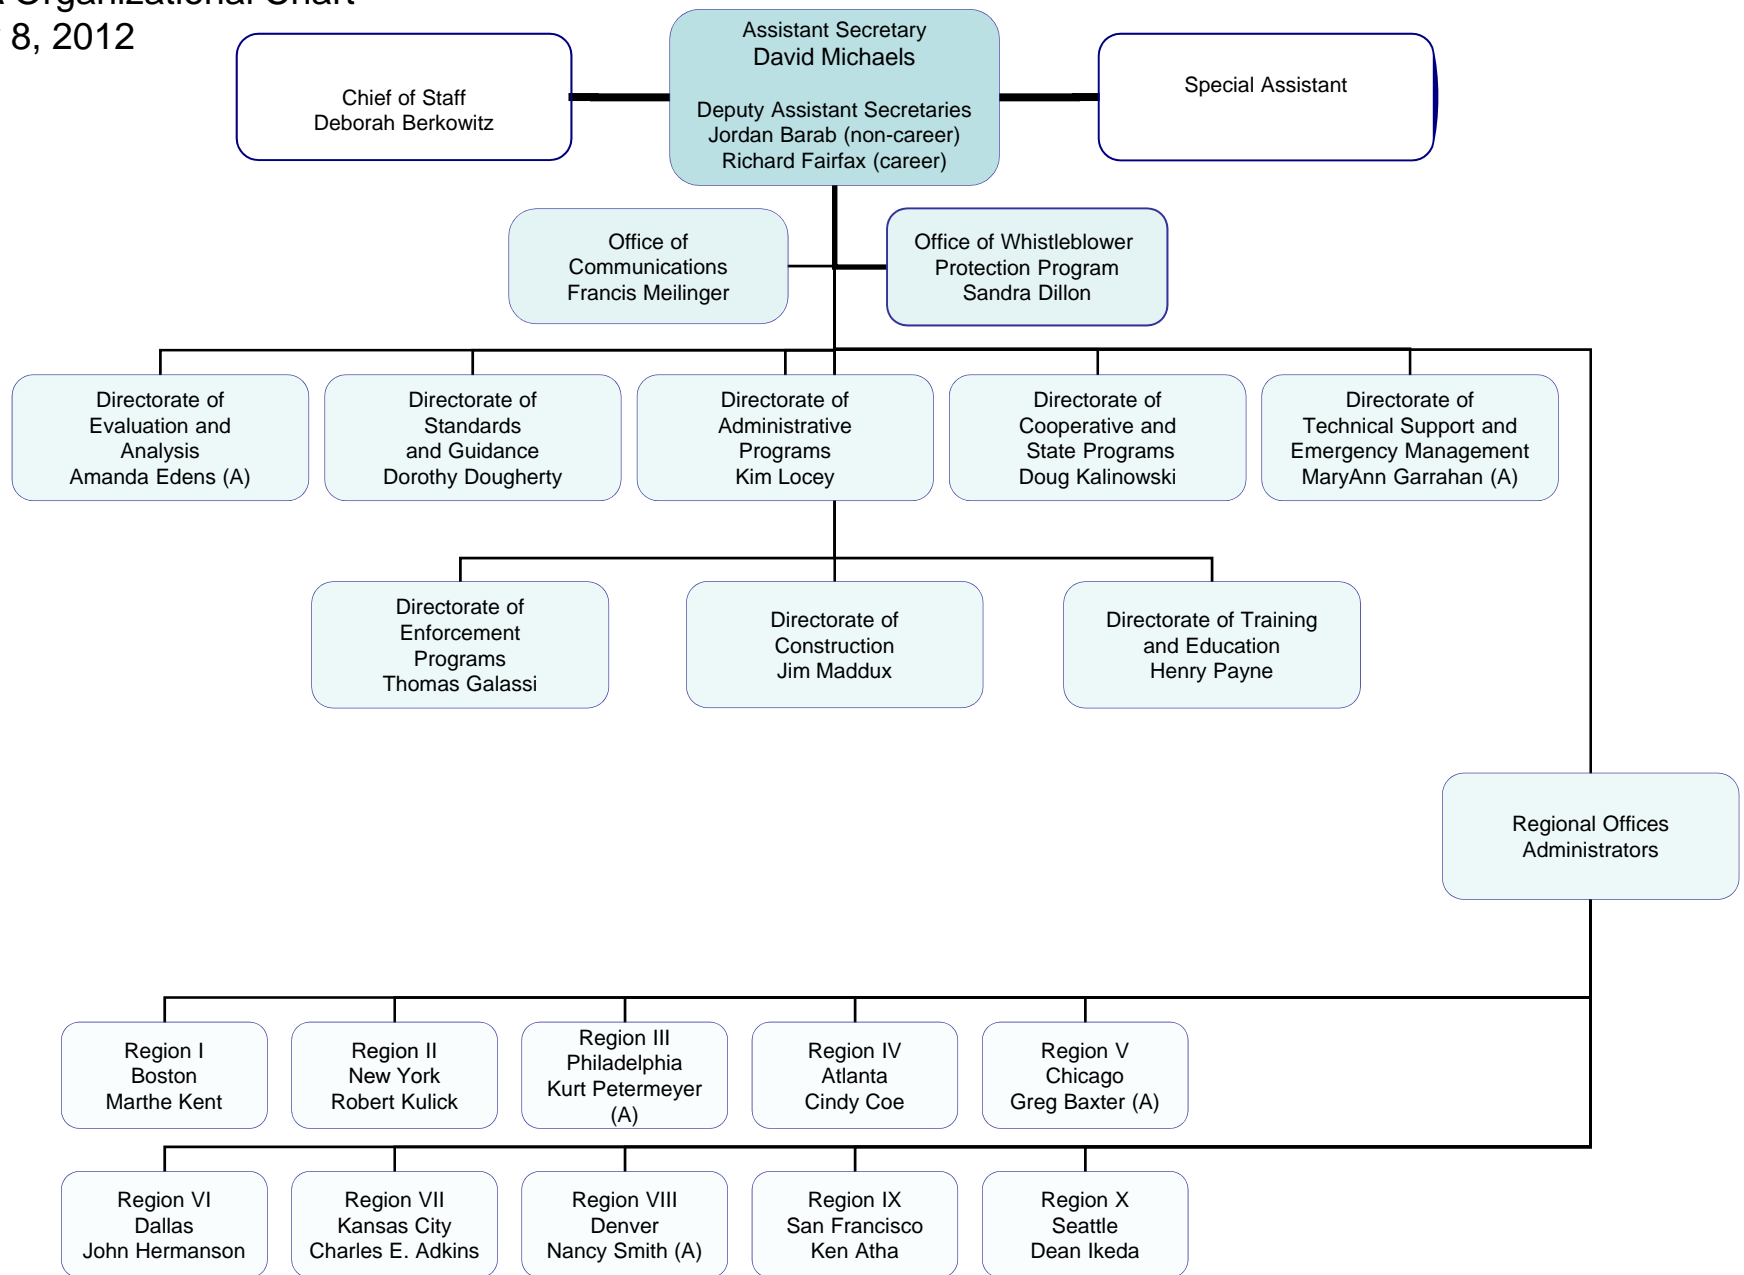 Organizational Chart
8, 2012
Assistant Secretary
David Michaels
Deputy Assistant Secretaries
Jordan Barab (non-career)
Richard Fairfax (career)
Chief of Staff
Deborah Berkowitz
Special Assistant
Office of
Communications
Francis Meilinger
Office of Whistleblower
Protection Program
Sandra Dillon
Directorate of
Evaluation and
Analysis
Amanda Edens (A)
Directorate of
Standards
and Guidance
Dorothy Dougherty
Directorate of
Administrative
Programs
Kim Locey
Directorate of
Cooperative and
State Programs
Doug Kalinowski
Directorate of
Technical Support and
Emergency Management
MaryAnn Garrahan (A)
Directorate of
Enforcement
Programs
Thomas Galassi
Directorate of
Construction
Jim Maddux
Directorate of Training
and Education
Henry Payne
Regional Offices
Administrators
Region I
Boston
Marthe Kent
Region II
New York
Robert Kulick
Region III
Philadelphia
Kurt Petermeyer
(A)
Region IV
Atlanta
Cindy Coe
Region V
Chicago
Greg Baxter (A)
Region VI
Dallas
John Hermanson
Region VII
Kansas City
Charles E. Adkins
Region VIII
Denver
Nancy Smith (A)
Region IX
San Francisco
Ken Atha
Region X
Seattle
Dean Ikeda